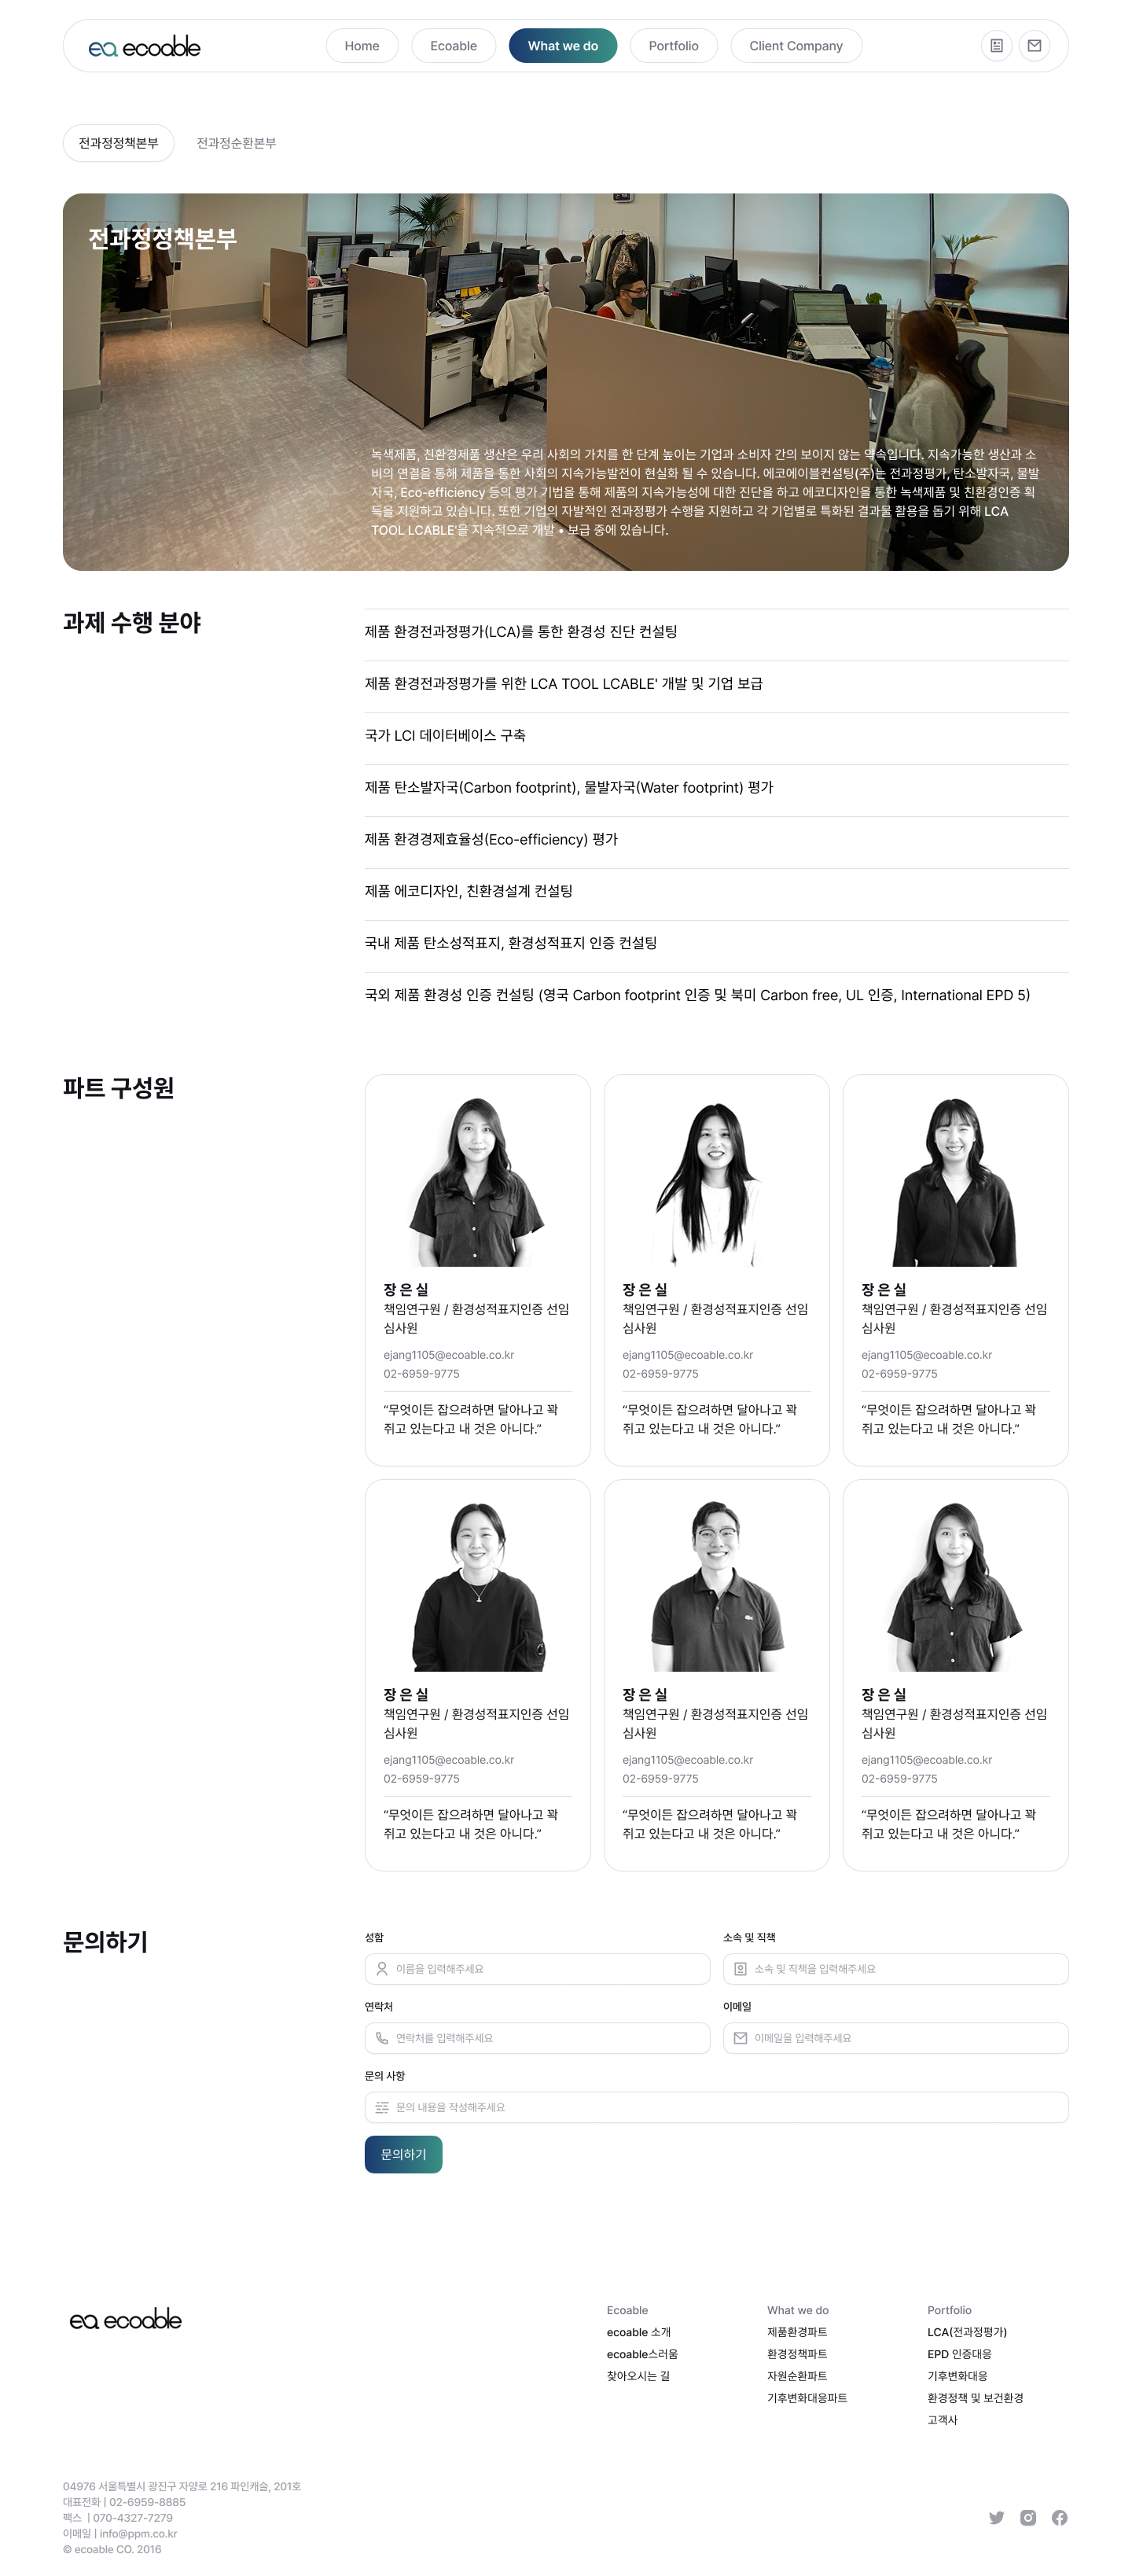 ea ecoable
Home
Ecoable
What we do
Portfolio
Client Company
전과정정책본부
전과정순환본부
전과정정책본부
녹색제품, 친환경제품 생산은 우리 사회의 가치를 한 단계 높이는 기업과 소비자 간의 보이지 않는 약속입니다. 지속가능한 생산과 소
비의 연결을 통해 제품을 통한 사회의 지속가능발전이 현실화 될 수 있습니다. 에코에이블컨설팅(주)는 전과정평가, 탄소발자국, 물발
자국, Eco-efficiency 등의 평가 기법을 통해 제품의 지속가능성에 대한 진단을 하고 에코디자인을 통한 녹색제품 및 친환경인증 획
득을 지원하고 있습니다. 또한 기업의 자발적인 전과정평가 수행을 지원하고 각 기업별로 특화된 결과물 활용을 돕기 위해 LCA
TOOL LCABLE'을 지속적으로 개발 • 보급 중에 있습니다.
과제 수행 분야
제품 환경전과정평가(LCA)를 통한 환경성 진단 컨설팅
제품 환경전과정평가를 위한 LCA TOOL LCABLE' 개발 및 기업 보급
국가 LCI 데이터베이스 구축
제품 탄소발자국(Carbon footprint), 물발자국(Water footprint) 평가
제품 환경경제효율성(Eco-efficiency) 평가
제품 에코디자인, 친환경설계 컨설팅
국내 제품 탄소성적표지, 환경성적표지 인증 컨설팅
국외 제품 환경성 인증 컨설팅 (영국 Carbon footprint 인증 및 북미 Carbon free, UL 인증, International EPD 5)
파트 구성원
장 은 실
책임연구원 / 환경성적표지인증 선임
심사원
ejang1105@ecoable.co.kr
02-6959-9775
“무엇이든 잡으려하면 달아나고 꽉
쥐고 있는다고 내 것은 아니다.”
장 은 실
책임연구원 / 환경성적표지인증 선임
심사원
ejang1105@ecoable.co.kr
02-6959-9775
“무엇이든 잡으려하면 달아나고 꽉
쥐고 있는다고 내 것은 아니다.”
장 은 실
책임연구원 / 환경성적표지인증 선임
심사원
ejang1105@ecoable.co.kr
02-6959-9775
“무엇이든 잡으려하면 달아나고 꽉
쥐고 있는다고 내 것은 아니다.”
장 은 실
책임연구원 / 환경성적표지인증 선임
심사원
ejang1105@ecoable.co.kr
02-6959-9775
“무엇이든 잡으려하면 달아나고 꽉
쥐고 있는다고 내 것은 아니다.”
장 은 실
책임연구원 / 환경성적표지인증 선임
심사원
ejang1105@ecoable.co.kr
02-6959-9775
“무엇이든 잡으려하면 달아나고 꽉
쥐고 있는다고 내 것은 아니다.”
장 은 실
책임연구원 / 환경성적표지인증 선임
심사원
ejang1105@ecoable.co.kr
02-6959-9775
“무엇이든 잡으려하면 달아나고 꽉
쥐고 있는다고 내 것은 아니다.”
문의하기
성함
이름을 입력해주세요
소속 및 직책
소속 및 직책을 입력해주세요
연락처
연락처를 입력해주세요
이메일
이메일을 입력해주세요
문의 사항
문의 내용을 작성해주세요
문의하기
ea ecoable
Ecoable
ecoable 소개
ecoable스러움
찾아오시는 길
What we do
제품환경파트
환경정책파트
자원순환파트
기후변화대응파트
Portfolio
LCA(전과정평가)
EPD 인증대응
기후변화대응
환경정책 및 보건환경
고객사
04976 서울특별시 광진구 자양로 216 파인캐슬, 201호
대표전화 | 02-6959-8885
팩스 | 070-4327-7279
이메일 | info@ppm.co.kr
© ecoable CO. 2016